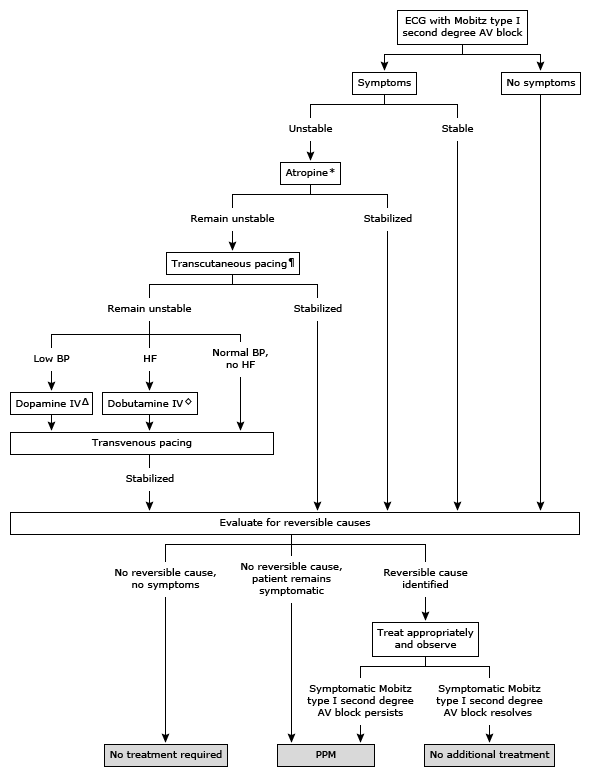 ECG with Mobitz type I
second degree AV block
Symptoms
No symptoms
Unstable
Stable
Atropine*
Remain unstable
Stabilized
Transcutaneous pacing¶
Remain unstable
Stabilized
Low BP
HF
Normal BP,
no HF
Dopamine IVΔ
Dobutamine IV◇
Transvenous pacing
Stabilized
Evaluate for reversible causes
No reversible cause,
no symptoms
No reversible cause,
patient remains
symptomatic
Reversible cause
identified
Treat appropriately
and observe
Symptomatic Mobitz
type I second degree
AV block persists
Symptomatic Mobitz
type I second degree
AV block resolves
No treatment required
PPM
No additional treatment